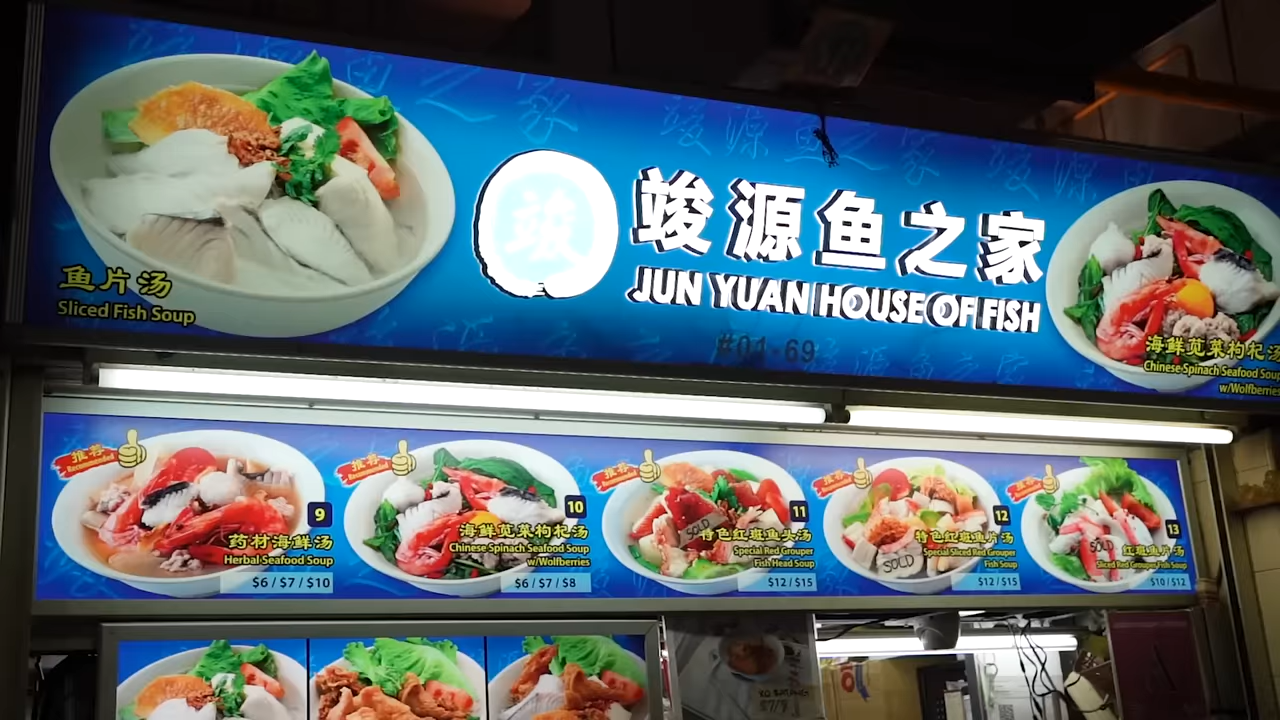 竣
竣源鱼之家
JUN YUAN HOUSE OF FISH
#01-69
鱼片汤
Sliced Fish Soup
海鲜苋菜枸杞汤
Chinese Spinach Seafood Soup
w/Wolfberries
推荐
Recommended
9
药材海鲜汤
Herbal Seafood Soup
$6 / $7 / $10
推荐
Recommended
10
海鲜苋菜枸杞汤
Chinese Spinach Seafood Soup
w/Wolfberries
$6 / $7 / $8
推荐
Recommended
11
SOLD
特色红斑鱼头汤
Special Red Grouper
Fish Head Soup
$12 / $15
推荐
Recommended
12
SOLD
特色红斑鱼片汤
Special Sliced Red Grouper
Fish Soup
$12 / $15
推荐
Recommended
13
SOLD
红斑鱼片汤
Sliced Red Grouper Fish Soup
$10 / $12